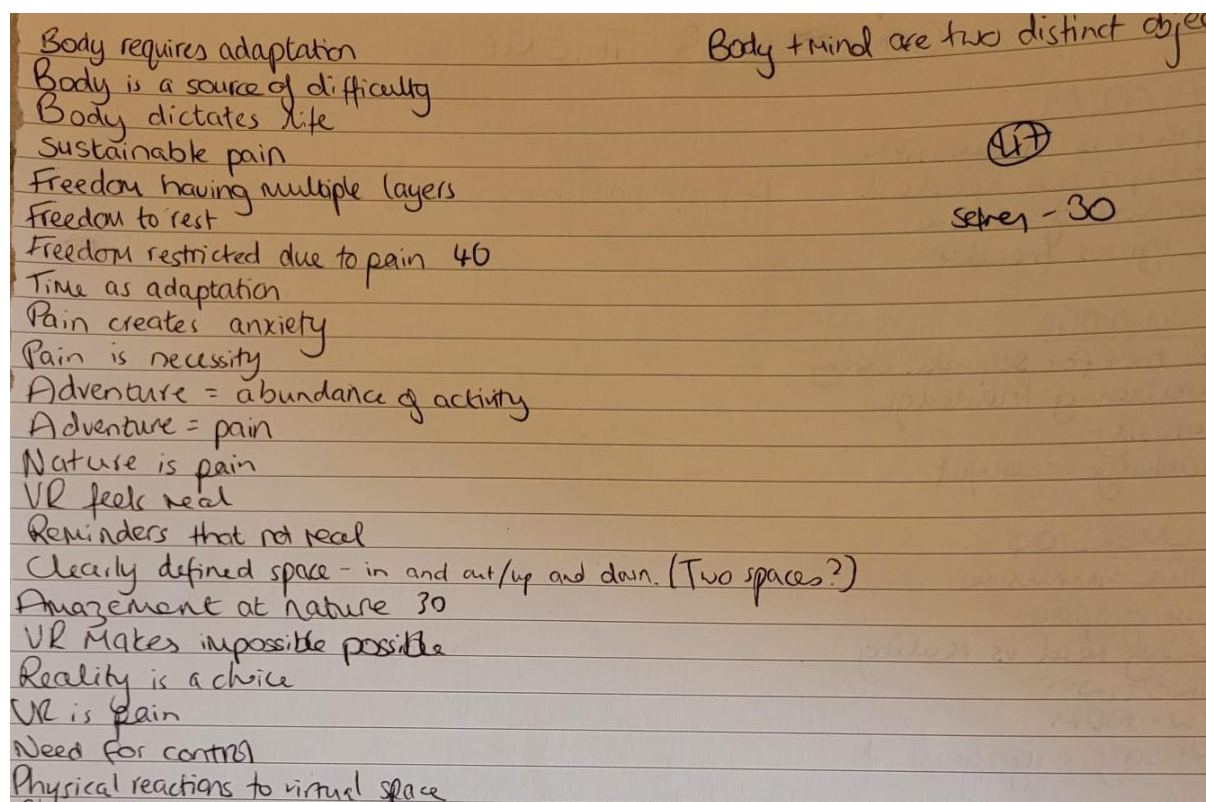 Body requires adaptation
Body + Mind are two distinct obje
Body is a source of difficulty
Body dictates life
Lit
Sustainable pain
Freedom having multiple layers
Freedom to rest
- 30
Freedom restricted due to pain 40
Time as adaptation
Pain creates anxiety
Pain is necessity
Adventure = abundance of activity
Adventure = pain
Nature is pain
VR feels real
Reminders that not real
Clearly defined space - in and out/up and down. (Two spaces?)
Amazement at nature 30
VR Makes impossible possible
Reality is a choice
VR is pain
Need for control
Physical reactions to virtual space